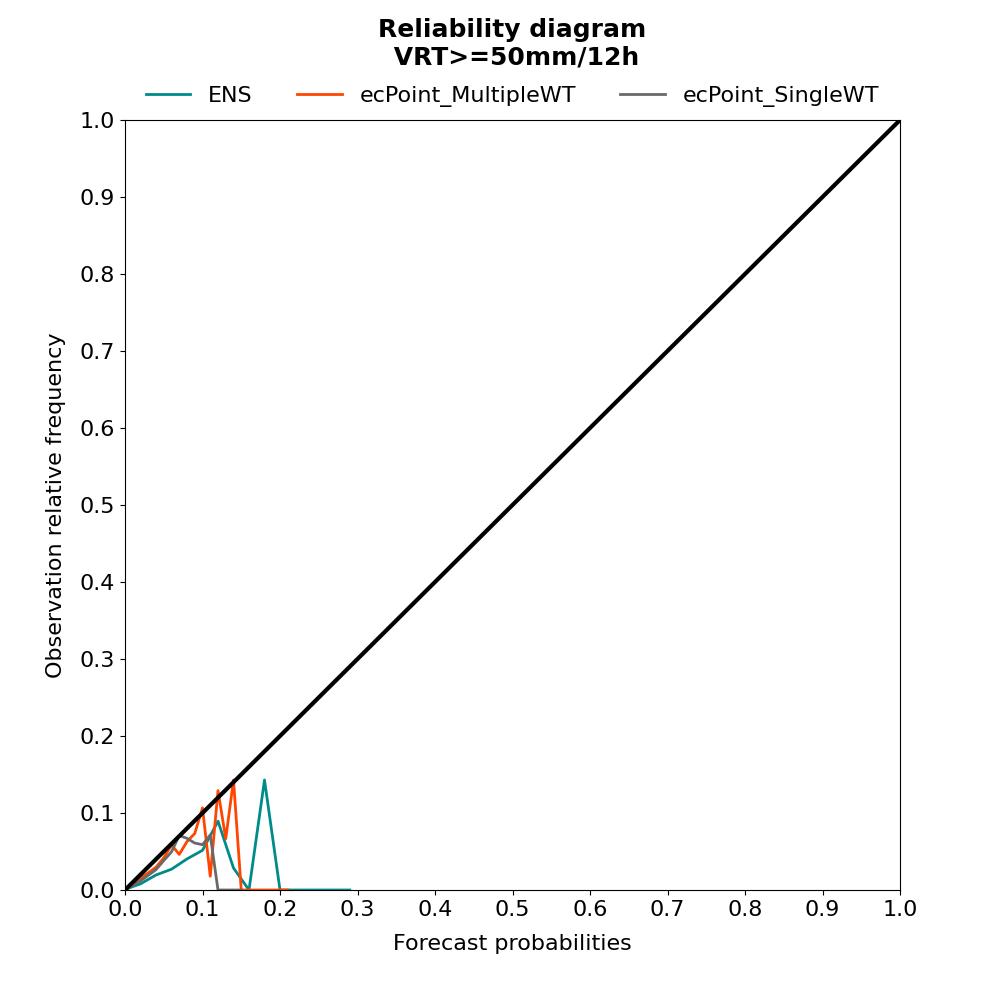 Reliability diagram
VRT>=50mm/12h
ENS ecPoint_MultipleWT ecPoint_SingleWT
1.0
0.9
0.8
0.7
0.6
0.5
0.4
0.3
0.2
0.1
0.0
Observation relative frequency
0.0 0.1 0.2 0.3 0.4 0.5 0.6 0.7 0.8 0.9 1.0
Forecast probabilities